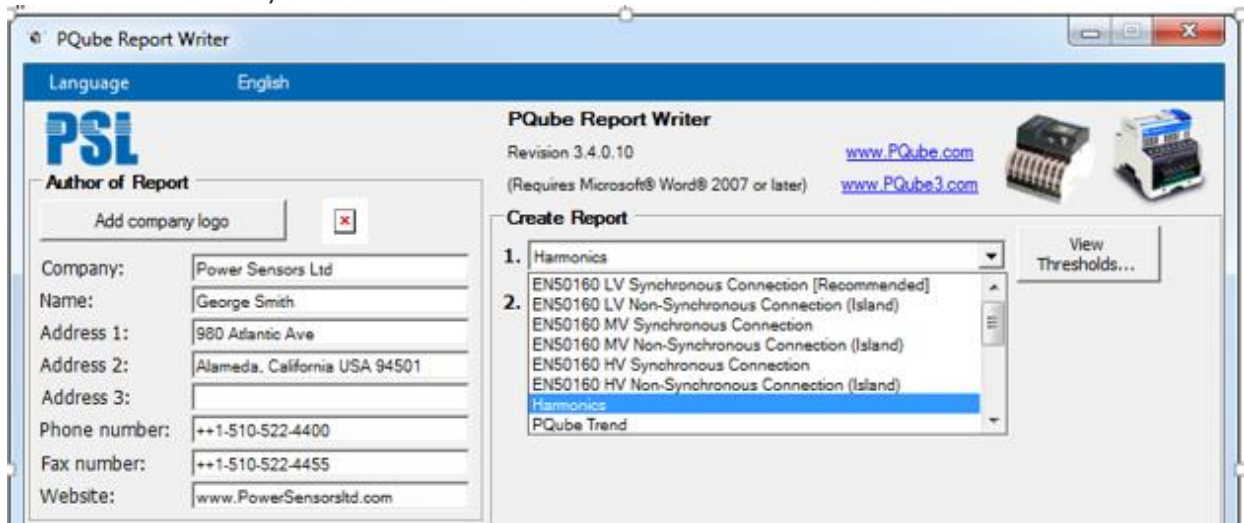 PQube Report Writer
Language English
PSL
PQube Report Writer
Revision 3.4.0.10 www.PQube.com
(Requires Microsoft® Word® 2007 or later) www.PQube3.com
Author of Report
Add company logo
Company: Power Sensors Ltd
Name: George Smith
Address 1: 980 Atlantic Ave
Address 2: Alameda, California USA 94501
Address 3:
Phone number: ++1-510-522-4400
Fax number: ++1-510-522-4455
Website: www.PowerSensorsltd.com
Create Report
1. Harmonics
View
Thresholds...
2.
EN50160 LV Synchronous Connection [Recommended]
EN50160 LV Non-Synchronous Connection (Island)
EN50160 MV Synchronous Connection
EN50160 MV Non-Synchronous Connection (Island)
EN50160 HV Synchronous Connection
EN50160 HV Non-Synchronous Connection (Island)
Harmonics
PQube Trend